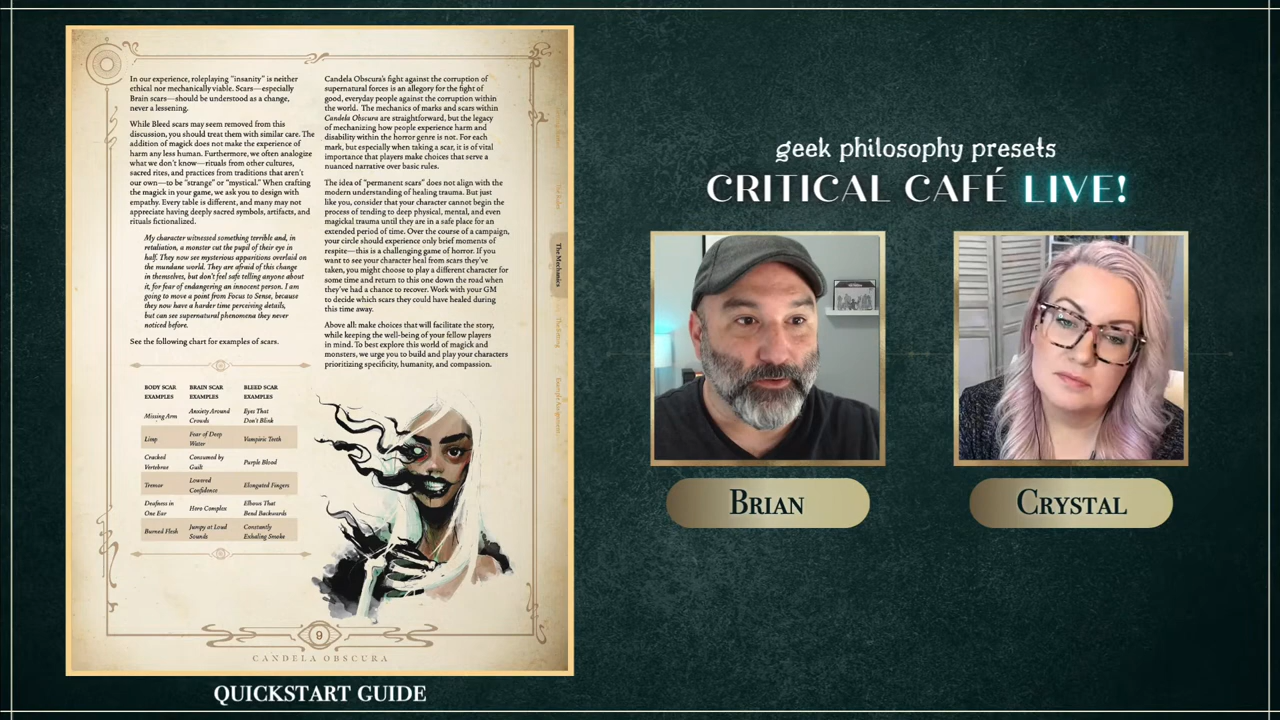 In our experience, roleplaying "insanity" is neither
ethical nor mechanically viable. Scars—especially
Brain scars—should be understood as a change,
never a lessening.
While Bleed scars may seem removed from this
discussion, you should treat them with similar care. The
addition of magick does not make the experience of
harm any less human. Furthermore, we often analogize
what we don't know—rituals from other cultures,
sacred rites, and practices from traditions that aren't
our own—to be "strange" or "mystical." When crafting
the magick in your game, we ask you to design with
empathy. Every table is different, and many may not
appreciate having deeply sacred symbols, artifacts, and
rituals fictionalized.
My character witnessed something terrible and, in
retaliation, a monster cut the pupil of their eye in
half. They now see mysterious apparitions overlaid on
the mundane world. They are afraid of this change
in themselves, but don't feel safe telling anyone about
it, for fear of endangering an innocent person. I am
going to move a point from Focus to Sense, because
they now have a harder time perceiving details,
but can see supernatural phenomena they never
noticed before.
See the following chart for examples of scars.
BODY SCAR EXAMPLES BRAIN SCAR EXAMPLES BLEED SCAR EXAMPLES
Missing Arm Anxiety Around Crowds Eyes That Don't Blink
Limp Fear of Deep Water Vampiric Teeth
Cracked Vertebrae Consumed by Guilt Purple Blood
Tremor Lowered Confidence Elongated Fingers
Deafness in One Ear Hero Complex Elbows That Bend Backwards
Burned Flesh Jumpy at Loud Sounds Constantly Exhaling Smoke
Candela Obscura's fight against the corruption of
supernatural forces is an allegory for the fight of
good, everyday people against the corruption within
the world. The mechanics of marks and scars within
Candela Obscura are straightforward, but the legacy
of mechanizing how people experience harm and
disability within the horror genre is not. For each
mark, but especially when taking a scar, it is of vital
importance that players make choices that serve a
nuanced narrative over basic rules.
The idea of "permanent scars" does not align with the
modern understanding of healing trauma. But just
like you, consider that your character cannot begin the
process of tending to deep physical, mental, and even
magickal trauma until they are in a safe place for an
extended period of time. Over the course of a campaign,
your circle should experience only brief moments of
respite—this is a challenging game of horror. If you
want to see your character heal from scars they've
taken, you might choose to play a different character for
some time and return to this one down the road when
they've had a chance to recover. Work with your GM
to decide which scars they could have healed during
this time away.
Above all: make choices that will facilitate the story,
while keeping the well-being of your fellow players
in mind. To best explore this world of magick and
monsters, we urge you to build and play your characters
prioritizing specificity, humanity, and compassion.
The Mechanics
The Setting
Example Assignment
9
CANDELA OBSCURA
QUICKSTART GUIDE
geek philosophy presets
CRITICAL CAFÉ LIVE!
BRIAN
CRYSTAL